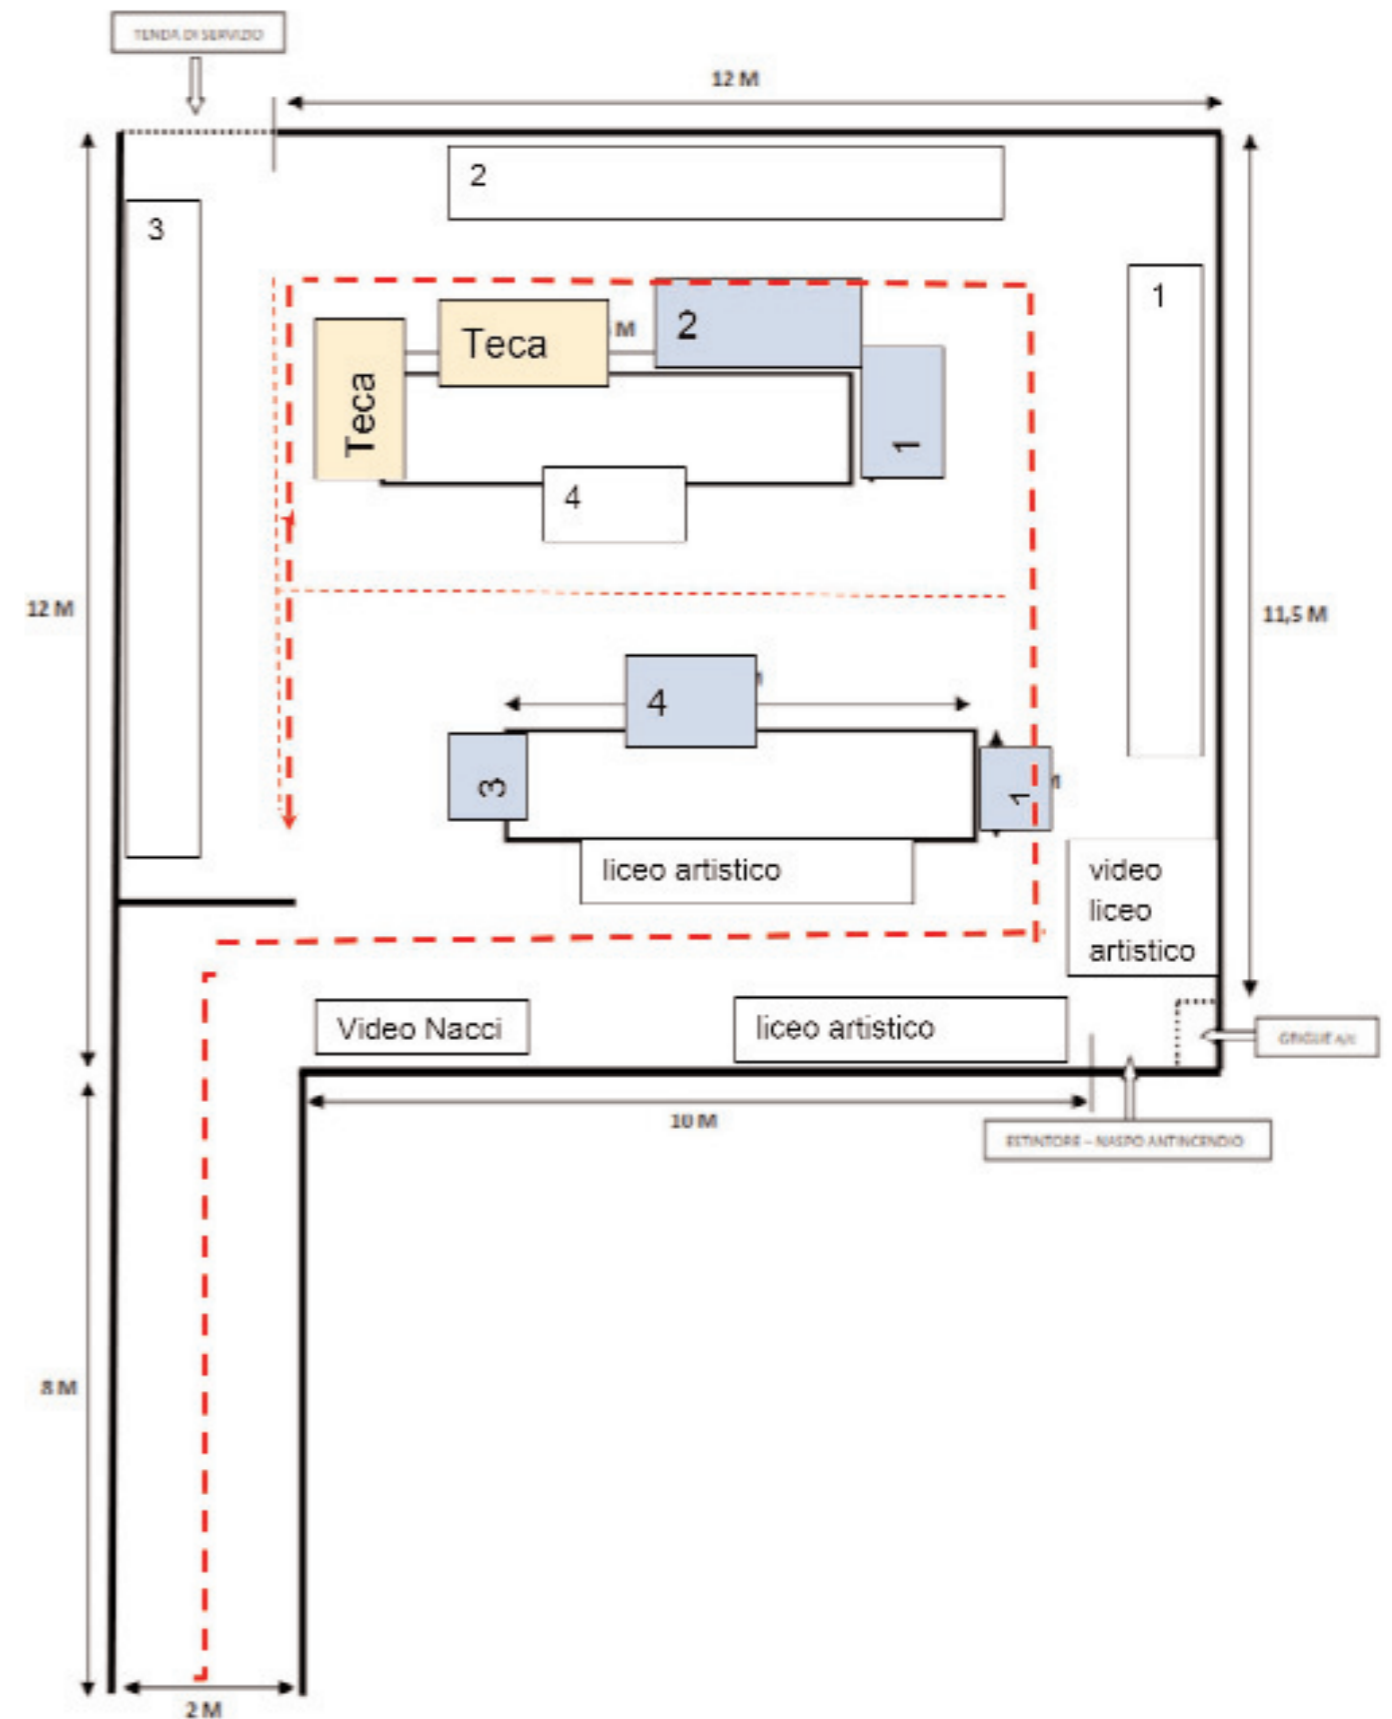 TENDA DI SERVIZIO
12 M
2
3
1
Teca
M
2
Teca
1
4
12 M
11,5 M
4
3
1
liceo artistico
video
liceo
artistico
Video Nacci
liceo artistico
GRIGLIE A/C
10 M
ESTINTORE – NASPO ANTINCENDIO
8 M
2 M